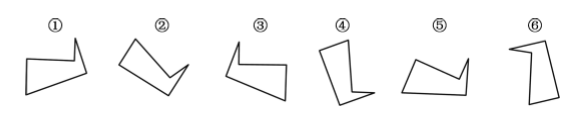 ① ② ③ ④ ⑤ ⑥